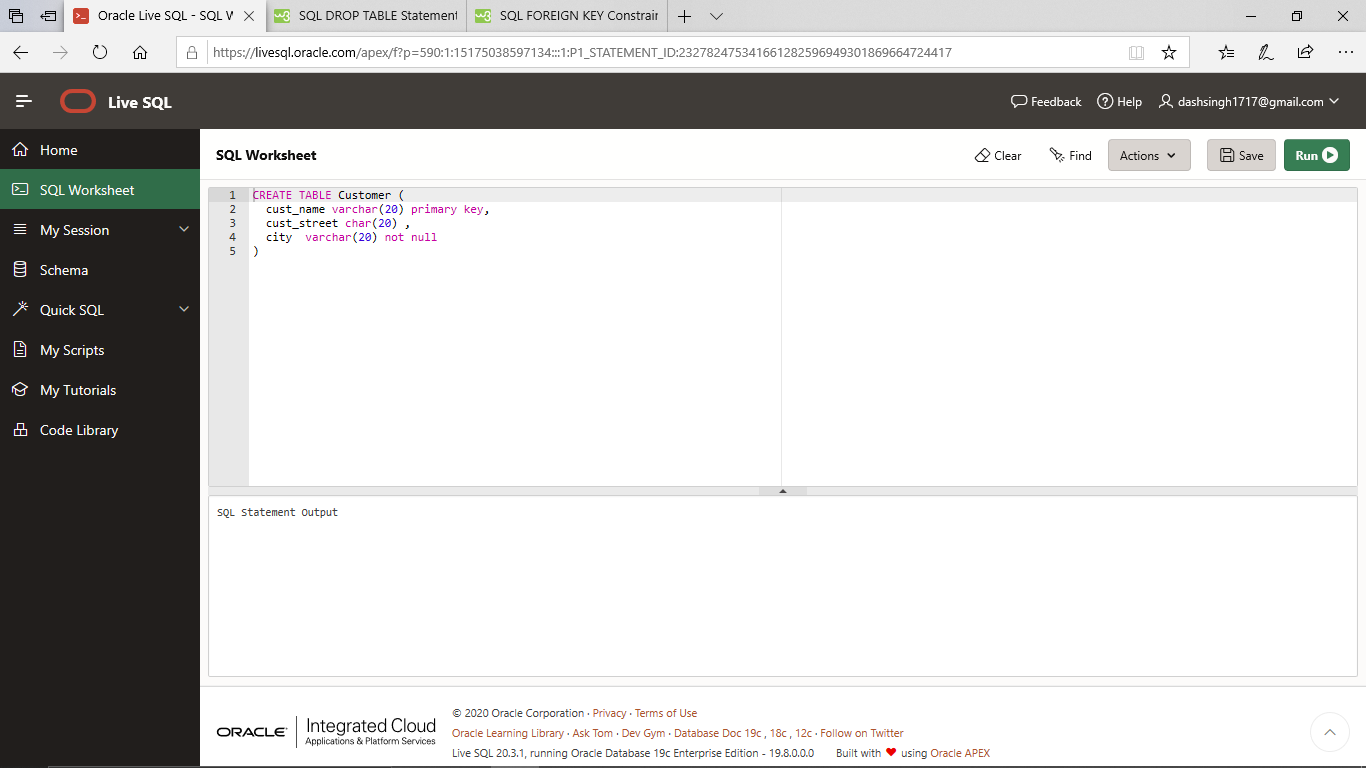 Oracle Live SQL - SQL W
SQL DROP TABLE Statement
SQL FOREIGN KEY Constrair
https://livesql.oracle.com/apex/f?p=590:1:15175038597134:::1:P1_STATEMENT_ID:232782475341661282596949301869664724417
Live SQL
Feedback
Help
dashsingh1717@gmail.com
Home
SQL Worksheet
My Session
Schema
Quick SQL
My Scripts
My Tutorials
Code Library
SQL Worksheet
Clear
Find
Actions
Save
Run
1 CREATE TABLE Customer (
2 cust_name varchar(20) primary key,
3 cust_street char(20) ,
4 city varchar(20) not null
5 )
SQL Statement Output
ORACLE
Integrated Cloud
Applications & Platform Services
© 2020 Oracle Corporation · Privacy · Terms of Use
Oracle Learning Library · Ask Tom · Dev Gym · Database Doc 19c , 18c , 12c · Follow on Twitter
Live SQL 20.3.1, running Oracle Database 19c Enterprise Edition - 19.8.0.0.0 Built with ❤ using Oracle APEX